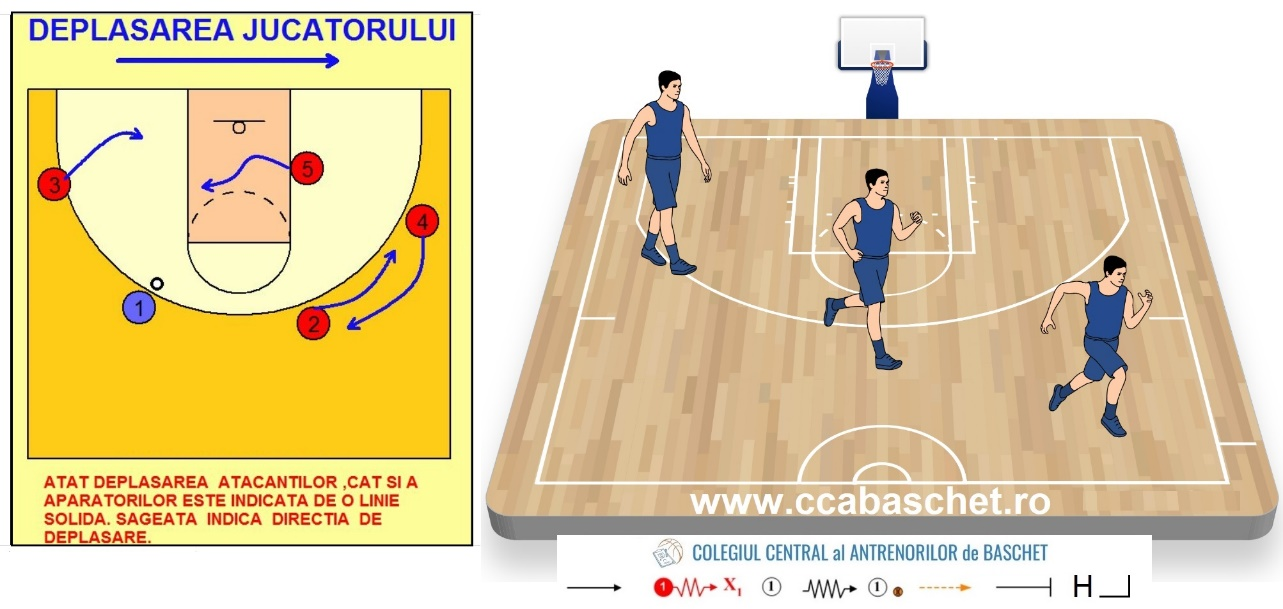 DEPLASAREA JUCATORULUI
3
5
4
1
2
ATAT DEPLASAREA ATACANTILOR ,CAT SI A
APARATORILOR ESTE INDICATA DE O LINIE
SOLIDA. SAGEATA INDICA DIRECTIA DE
DEPLASARE.
www.ccabaschet.ro
COLEGIUL CENTRAL al ANTRENORILOR de BASCHET
1 X1 1 1 H